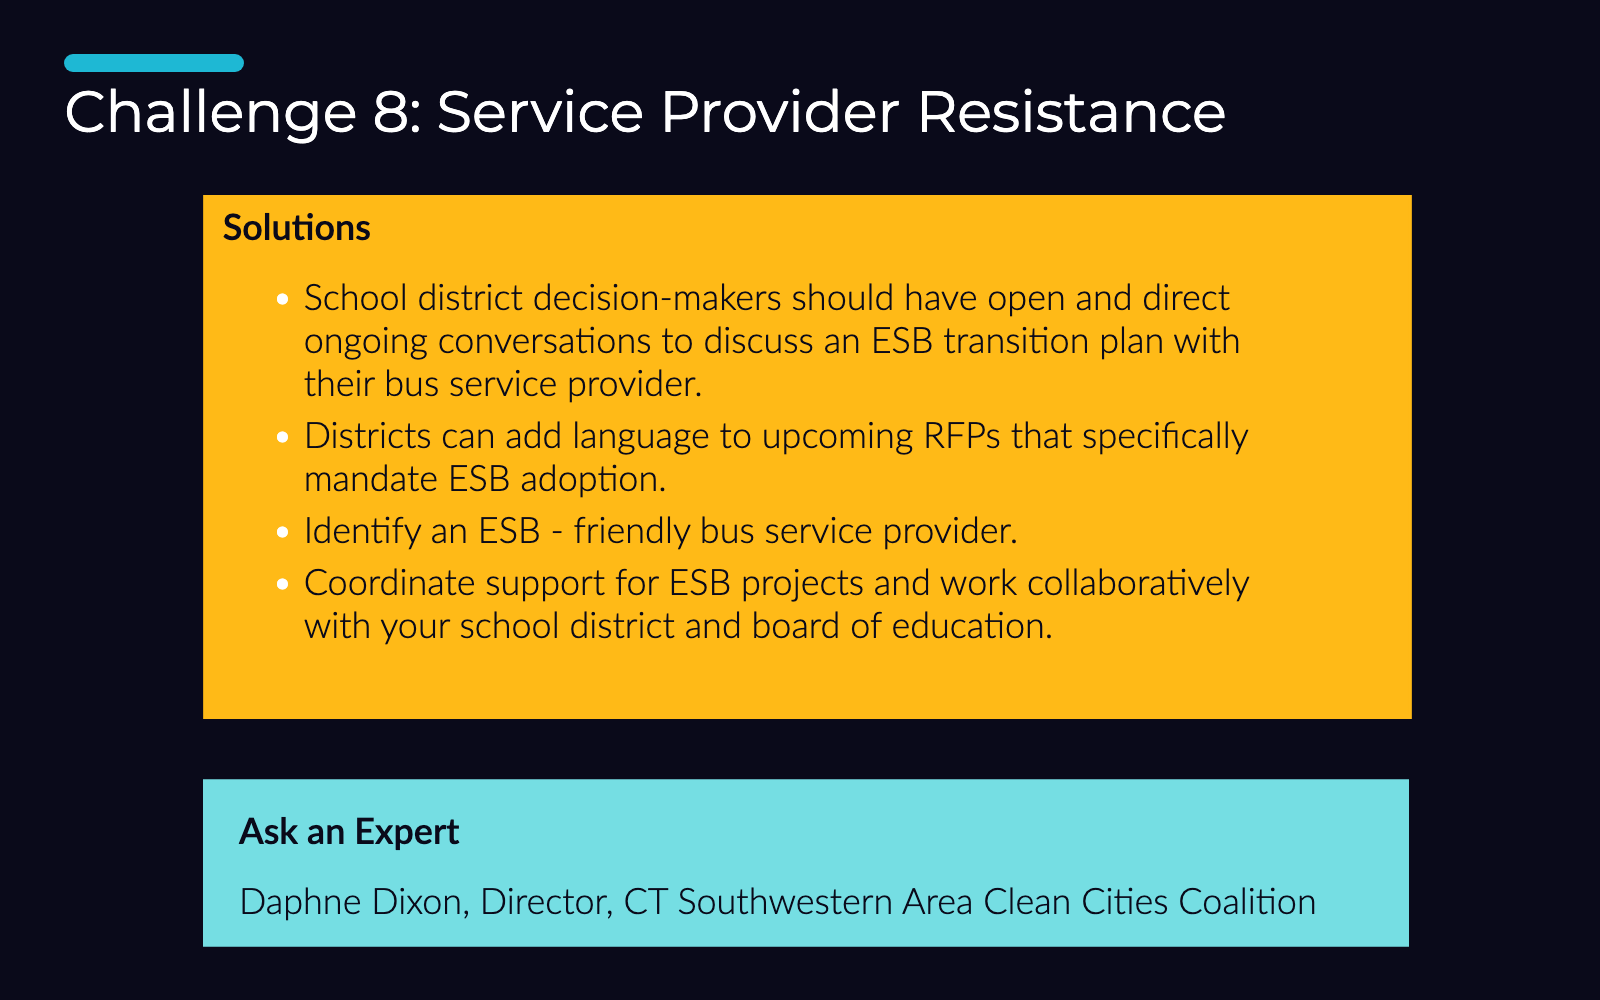 Challenge 8: Service Provider Resistance
Solutions
• School district decision-makers should have open and direct
ongoing conversations to discuss an ESB transition plan with
their bus service provider.
• Districts can add language to upcoming RFPs that specifically
mandate ESB adoption.
• Identify an ESB - friendly bus service provider.
• Coordinate support for ESB projects and work collaboratively
with your school district and board of education.
Ask an Expert
Daphne Dixon, Director, CT Southwestern Area Clean Cities Coalition